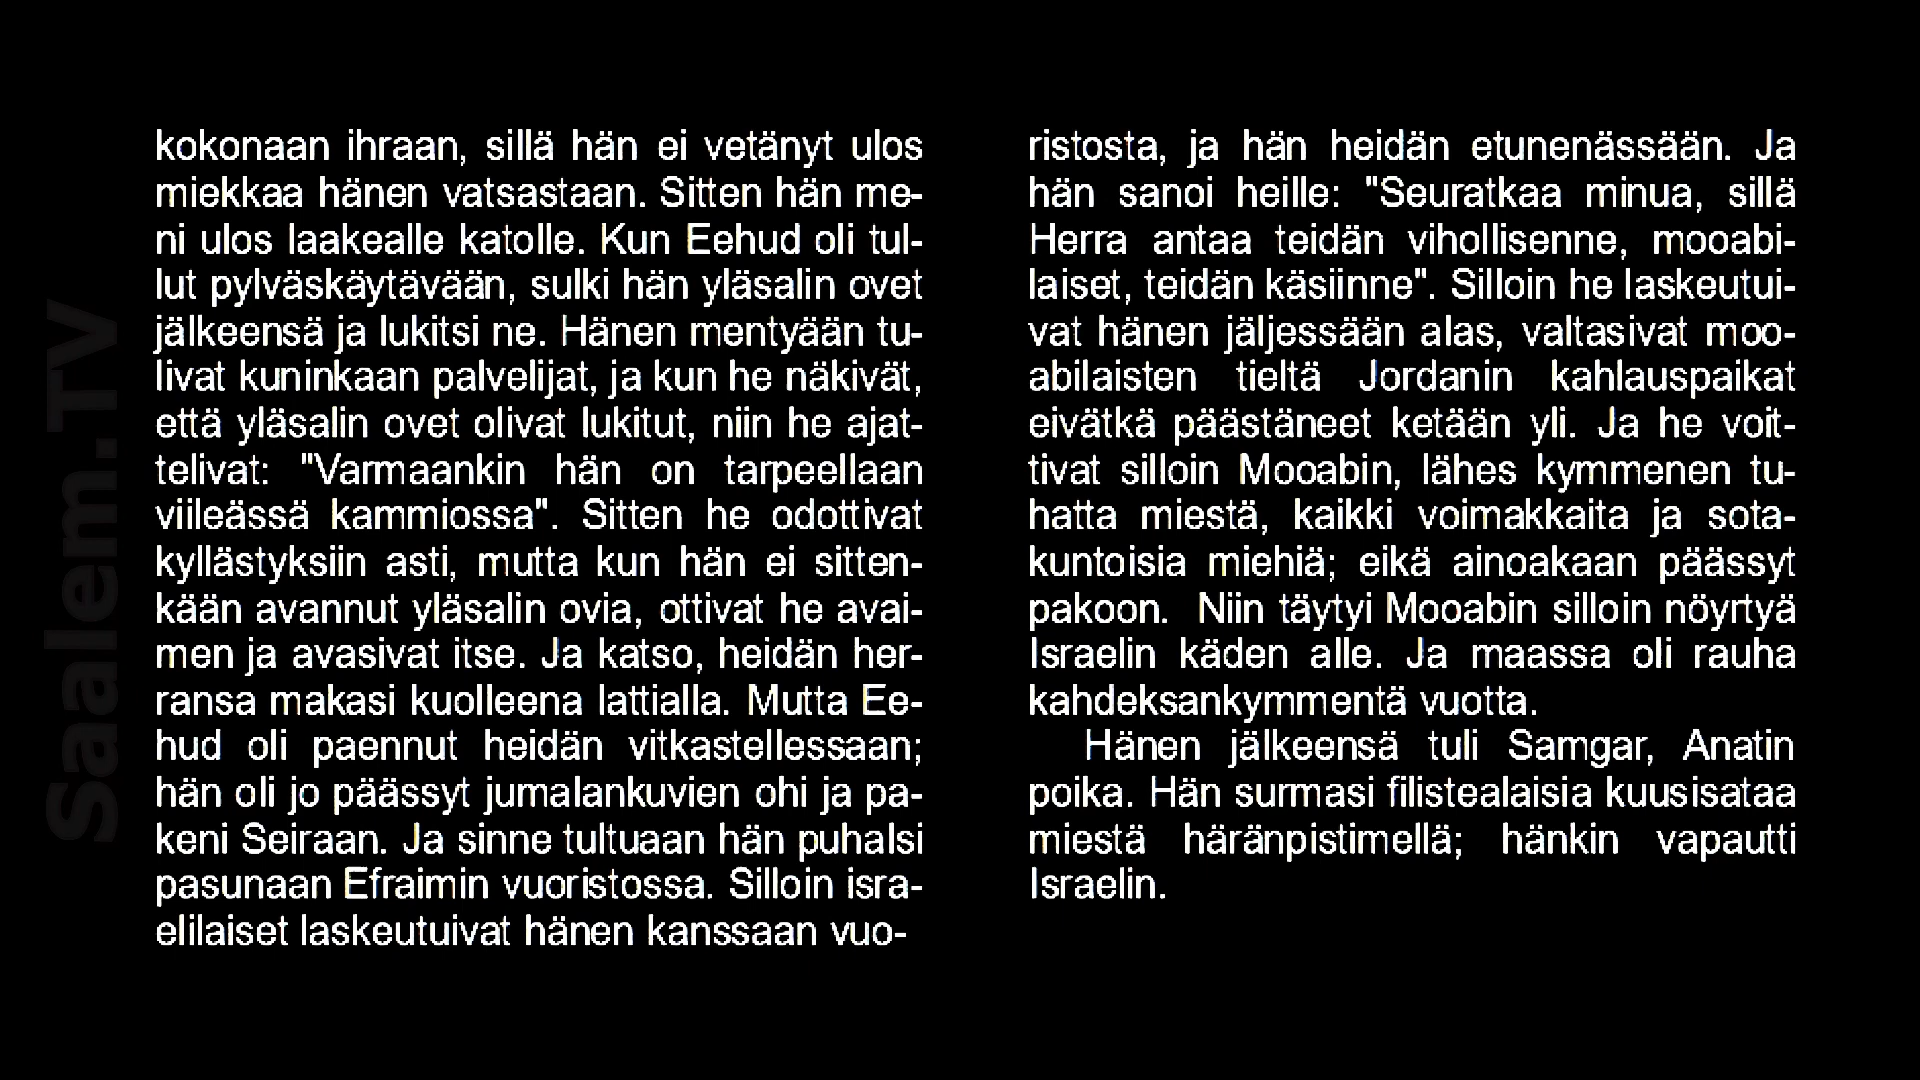 Saalem.TV
kokonaan ihraan, sillä hän ei vetänyt ulos
miekkaa hänen vatsastaan. Sitten hän me-
ni ulos laakealle katolle. Kun Eehud oli tul-
lut pylväskäytävään, sulki hän yläsalin ovet
jälkeensä ja lukitsi ne. Hänen mentyään tu-
livat kuninkaan palvelijat, ja kun he näkivät,
että yläsalin ovet olivat lukitut, niin he ajat-
telivat: "Varmaankin hän on tarpeellaan
viileässä kammiossa". Sitten he odottivat
kyllästyksiin asti, mutta kun hän ei sitten-
kään avannut yläsalin ovia, ottivat he avai-
men ja avasivat itse. Ja katso, heidän her-
ransa makasi kuolleena lattialla. Mutta Ee-
hud oli paennut heidän vitkastellessaan;
hän oli jo päässyt jumalankuvien ohi ja pa-
keni Seiraan. Ja sinne tultuaan hän puhalsi
pasunaan Efraimin vuoristossa. Silloin isra-
elilaiset laskeutuivat hänen kanssaan vuo-
ristosta, ja hän heidän etunenässään. Ja
hän sanoi heille: "Seuratkaa minua, sillä
Herra antaa teidän vihollisenne, mooabi-
laiset, teidän käsiinne". Silloin he laskeutui-
vat hänen jäljessään alas, valtasivat moo-
abilaisten tieltä Jordanin kahlauspaikat
eivätkä päästäneet ketään yli. Ja he voit-
tivat silloin Mooabin, lähes kymmenen tu-
hatta miestä, kaikki voimakkaita ja sota-
kuntoisia miehiä; eikä ainoakaan päässyt
pakoon. Niin täytyi Mooabin silloin nöyrtyä
Israelin käden alle. Ja maassa oli rauha
kahdeksankymmentä vuotta.
Hänen jälkeensä tuli Samgar, Anatin
poika. Hän surmasi filistealaisia kuusisataa
miestä häränpistimellä; hänkin vapautti
Israelin.